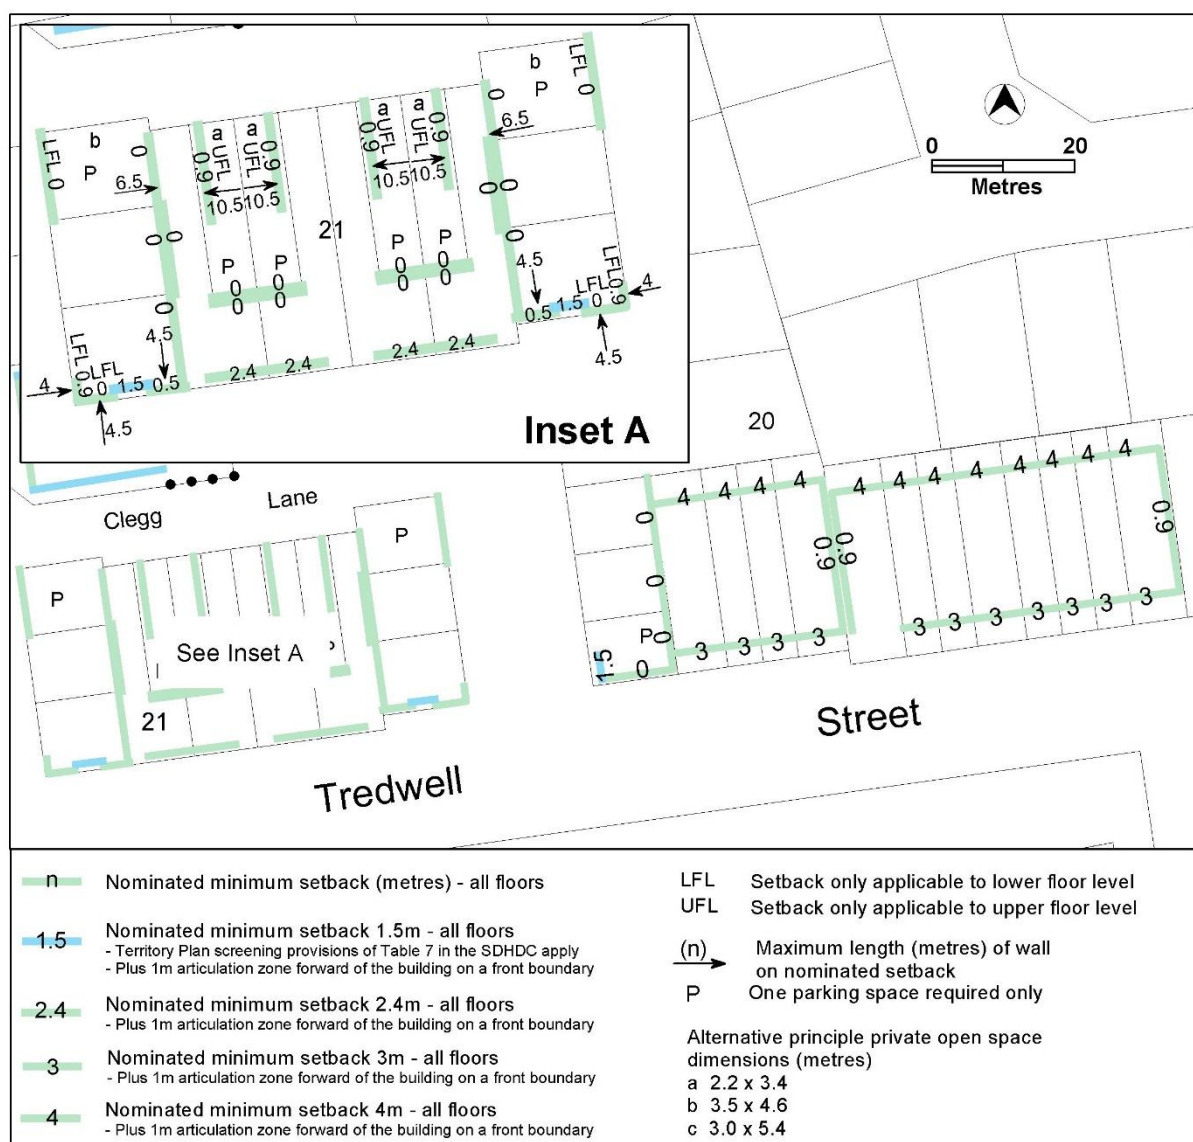 b
LFL 0
P
0
6.5
b
LFL 0
P
0
6.5
a UFL 0.9
a UFL 0.9
10.5 10.5
a UFL 0.9
a UFL 0.9
10.5 10.5
0 0
0 0
21
P P
0 0
0 0
P P
0 0
0 0
0
4.5
LFL 0.9
LFL
0.5 1.5 0
4
4.5
0
4.5
LFL 0.9
LFL
0 1.5 0.5
4
4.5
2.4 2.4
2.4 2.4
Inset A
0 20
Metres
20
Clegg Lane
P
P
See Inset A
P
21
0
0
0
P
1.5
0
4 4 4 4
0.9
3 3 3 3
4 4 4 4 4 4 4 4
0.9
0.9
3 3 3 3 3 3 3
Tredwell Street
n Nominated minimum setback (metres) - all floors
1.5 Nominated minimum setback 1.5m - all floors
- Territory Plan screening provisions of Table 7 in the SDHDC apply
- Plus 1m articulation zone forward of the building on a front boundary
2.4 Nominated minimum setback 2.4m - all floors
- Plus 1m articulation zone forward of the building on a front boundary
3 Nominated minimum setback 3m - all floors
- Plus 1m articulation zone forward of the building on a front boundary
4 Nominated minimum setback 4m - all floors
- Plus 1m articulation zone forward of the building on a front boundary
LFL Setback only applicable to lower floor level
UFL Setback only applicable to upper floor level
(n) Maximum length (metres) of wall
on nominated setback
P One parking space required only
Alternative principle private open space
dimensions (metres)
a 2.2 x 3.4
b 3.5 x 4.6
c 3.0 x 5.4